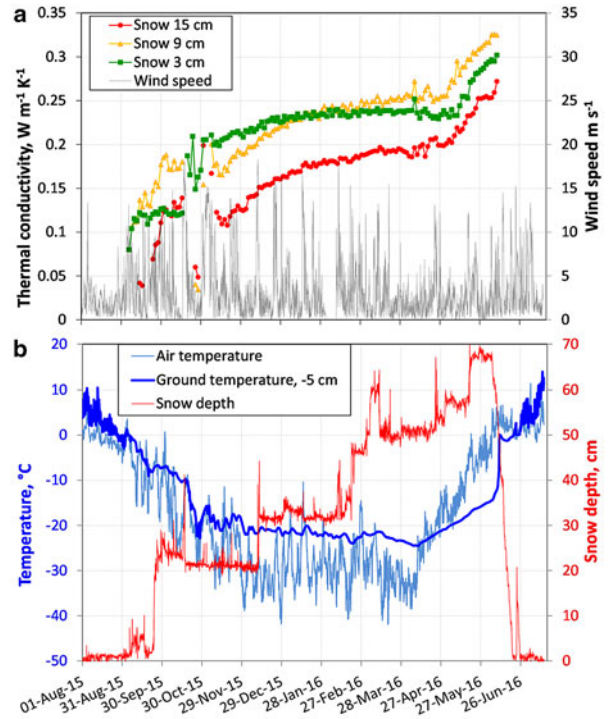 a
Thermal conductivity, W m⁻¹ K⁻¹
0.35
0.3
0.25
0.2
0.15
0.1
0.05
0
Snow 15 cm
Snow 9 cm
Snow 3 cm
Wind speed
35
30
25
20
15
10
5
0
Wind speed m s⁻¹
b
Temperature, °C
20
10
0
-10
-20
-30
-40
-50
Air temperature
Ground temperature, -5 cm
Snow depth
70
60
50
40
30
20
10
0
Snow depth, cm
01-Aug-15
31-Aug-15
30-Sep-15
30-Oct-15
29-Nov-15
29-Dec-15
28-Jan-16
27-Feb-16
28-Mar-16
27-Apr-16
27-May-16
26-Jun-16